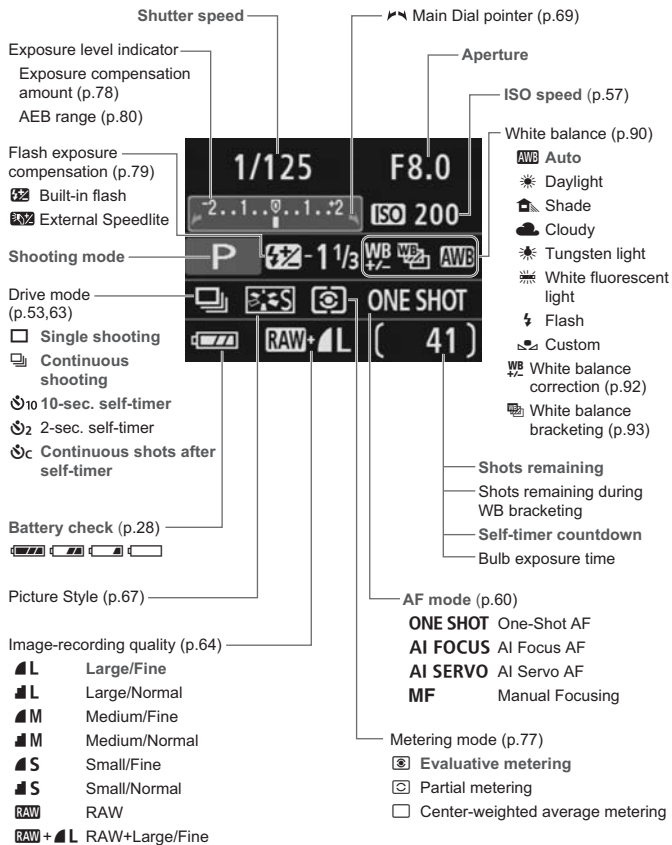 Shutter speed
Main Dial pointer (p.69)
Exposure level indicator
Exposure compensation
amount (p.78)
AEB range (p.80)
Aperture
ISO speed (p.57)
Flash exposure
compensation (p.79)
Built-in flash
External Speedlite
Shooting mode
Drive mode
(p.53,63)
Single shooting
Continuous
shooting
10 10-sec. self-timer
2 2-sec. self-timer
C Continuous shots after
self-timer
Battery check (p.28)
Picture Style (p.67)
Image-recording quality (p.64)
L Large/Fine
L Large/Normal
M Medium/Fine
M Medium/Normal
S Small/Fine
S Small/Normal
RAW RAW
RAW + L RAW+Large/Fine
1/125 F8.0
-2..1..0..1..+2 ISO 200
P -1 1/3 WB +/- WB AWB
S ONE SHOT
RAW+ L [ 41 ]
White balance (p.90)
AWB Auto
Daylight
Shade
Cloudy
Tungsten light
White fluorescent
light
Flash
Custom
WB +/- White balance
correction (p.92)
WB White balance
bracketing (p.93)
Shots remaining
Shots remaining during
WB bracketing
Self-timer countdown
Bulb exposure time
AF mode (p.60)
ONE SHOT One-Shot AF
AI FOCUS AI Focus AF
AI SERVO AI Servo AF
MF Manual Focusing
Metering mode (p.77)
Evaluative metering
Partial metering
Center-weighted average metering